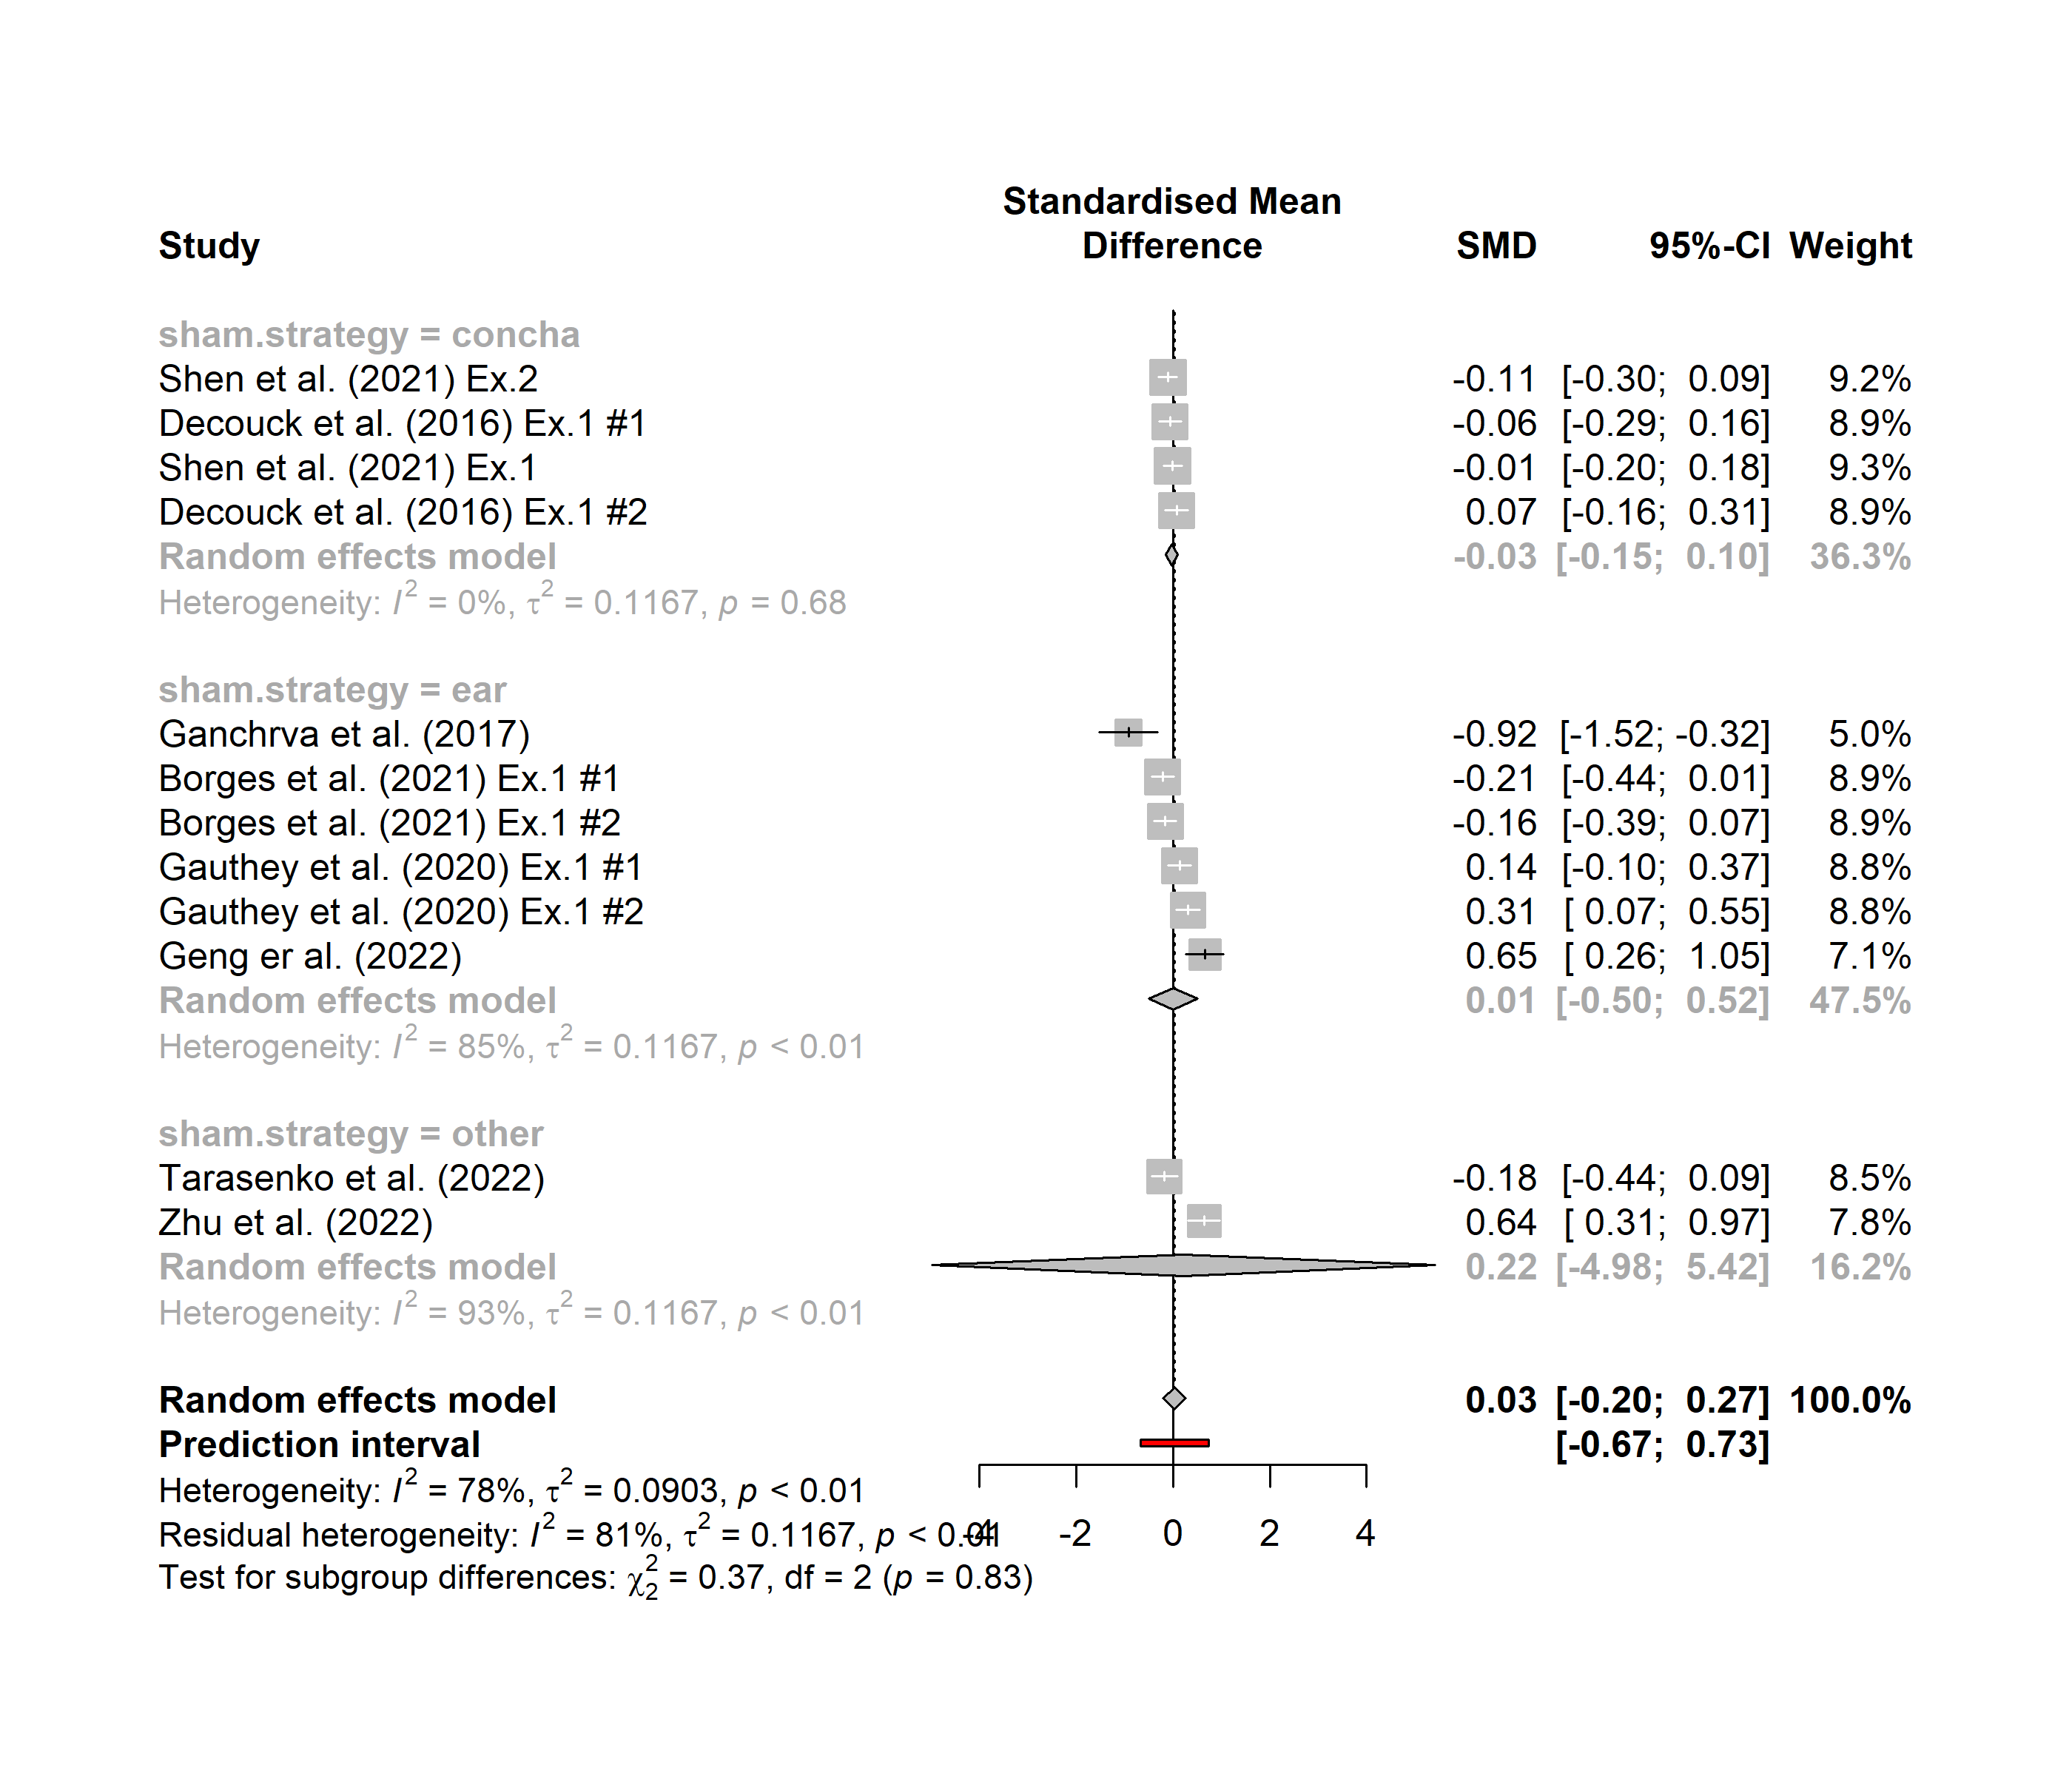 Standardised Mean
Study Difference SMD 95%-CI Weight
sham.strategy = concha
Shen et al. (2021) Ex.2 -0.11 [-0.30; 0.09] 9.2%
Decouck et al. (2016) Ex.1 #1 -0.06 [-0.29; 0.16] 8.9%
Shen et al. (2021) Ex.1 -0.01 [-0.20; 0.18] 9.3%
Decouck et al. (2016) Ex.1 #2 0.07 [-0.16; 0.31] 8.9%
Random effects model -0.03 [-0.15; 0.10] 36.3%
Heterogeneity: I² = 0%, τ² = 0.1167, p = 0.68
sham.strategy = ear
Ganchrva et al. (2017) -0.92 [-1.52; -0.32] 5.0%
Borges et al. (2021) Ex.1 #1 -0.21 [-0.44; 0.01] 8.9%
Borges et al. (2021) Ex.1 #2 -0.16 [-0.39; 0.07] 8.9%
Gauthey et al. (2020) Ex.1 #1 0.14 [-0.10; 0.37] 8.8%
Gauthey et al. (2020) Ex.1 #2 0.31 [ 0.07; 0.55] 8.8%
Geng er al. (2022) 0.65 [ 0.26; 1.05] 7.1%
Random effects model 0.01 [-0.50; 0.52] 47.5%
Heterogeneity: I² = 85%, τ² = 0.1167, p < 0.01
sham.strategy = other
Tarasenko et al. (2022) -0.18 [-0.44; 0.09] 8.5%
Zhu et al. (2022) 0.64 [ 0.31; 0.97] 7.8%
Random effects model 0.22 [-4.98; 5.42] 16.2%
Heterogeneity: I² = 93%, τ² = 0.1167, p < 0.01
Random effects model 0.03 [-0.20; 0.27] 100.0%
Prediction interval [-0.67; 0.73]
Heterogeneity: I² = 78%, τ² = 0.0903, p < 0.01
Residual heterogeneity: I² = 81%, τ² = 0.1167, p < 0.01 -4 -2 0 2 4
Test for subgroup differences: χ²₂ = 0.37, df = 2 (p = 0.83)